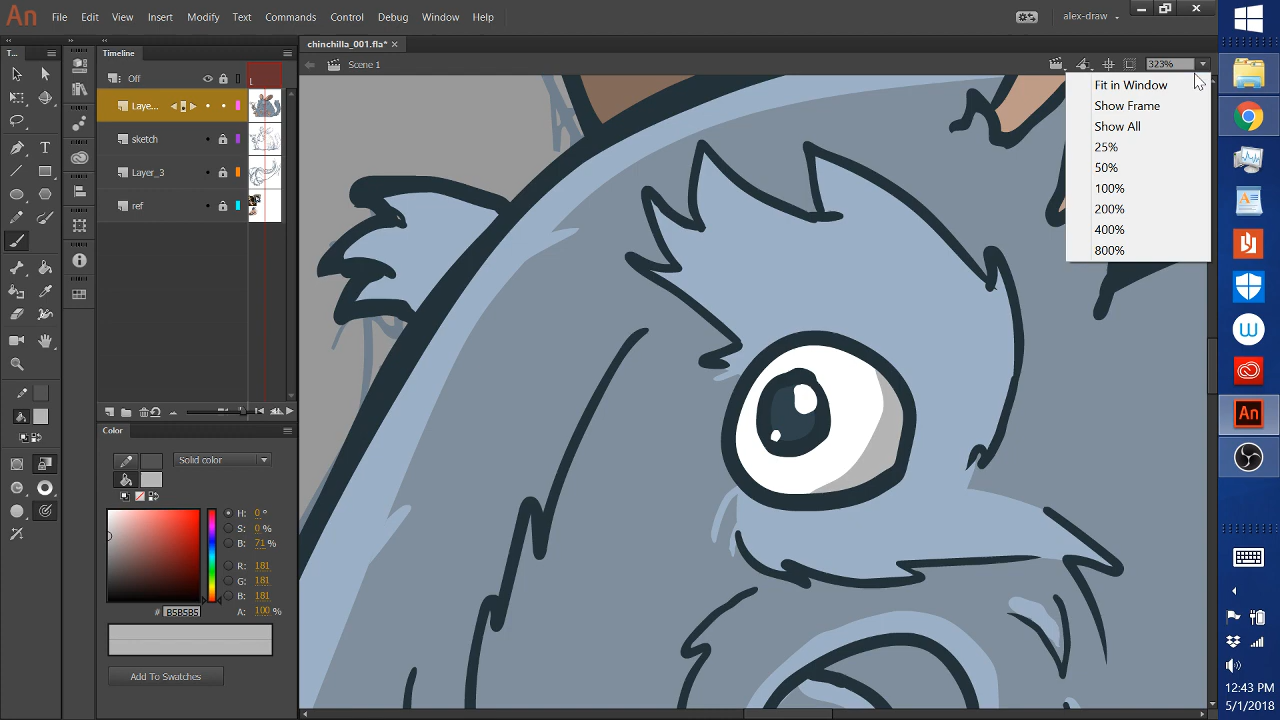 An File Edit View Insert Modify Text Commands Control Debug Window Help alex-draw
T...
Timeline
chinchilla_001.fla* ×
Scene 1
323%
Off
1
Laye...
sketch
Layer_3
ref
Fit in Window
Show Frame
Show All
25%
50%
100%
200%
400%
800%
Color
Solid color
H: 0 °
S: 0 %
B: 71 %
R: 181
G: 181
B: 181
A: 100 %
# B5B5B5
Add To Swatches
An
12:43 PM
5/1/2018